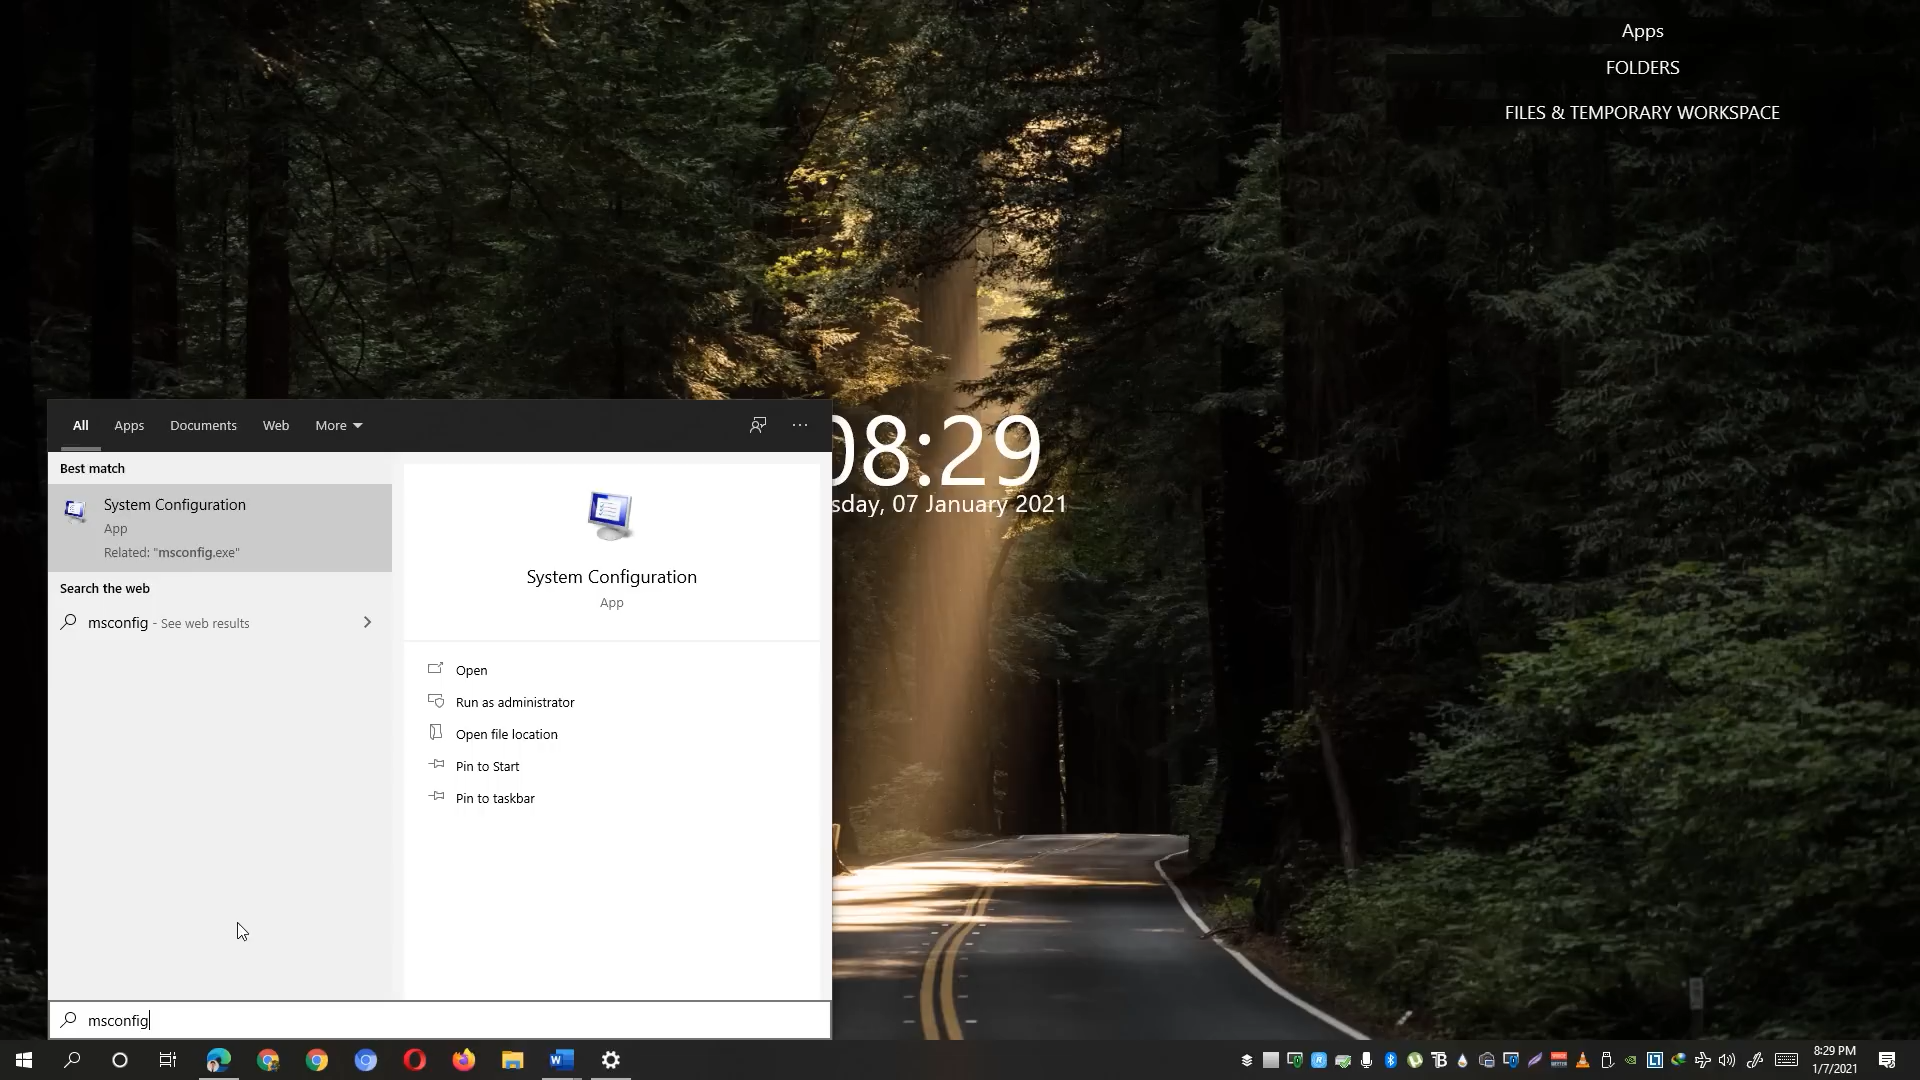 Apps
FOLDERS
FILES & TEMPORARY WORKSPACE
08:29
sday, 07 January 2021
All Apps Documents Web More
Best match
System Configuration
App
Related: "msconfig.exe"
Search the web
msconfig - See web results
System Configuration
App
Open
Run as administrator
Open file location
Pin to Start
Pin to taskbar
msconfig
8:29 PM
1/7/2021